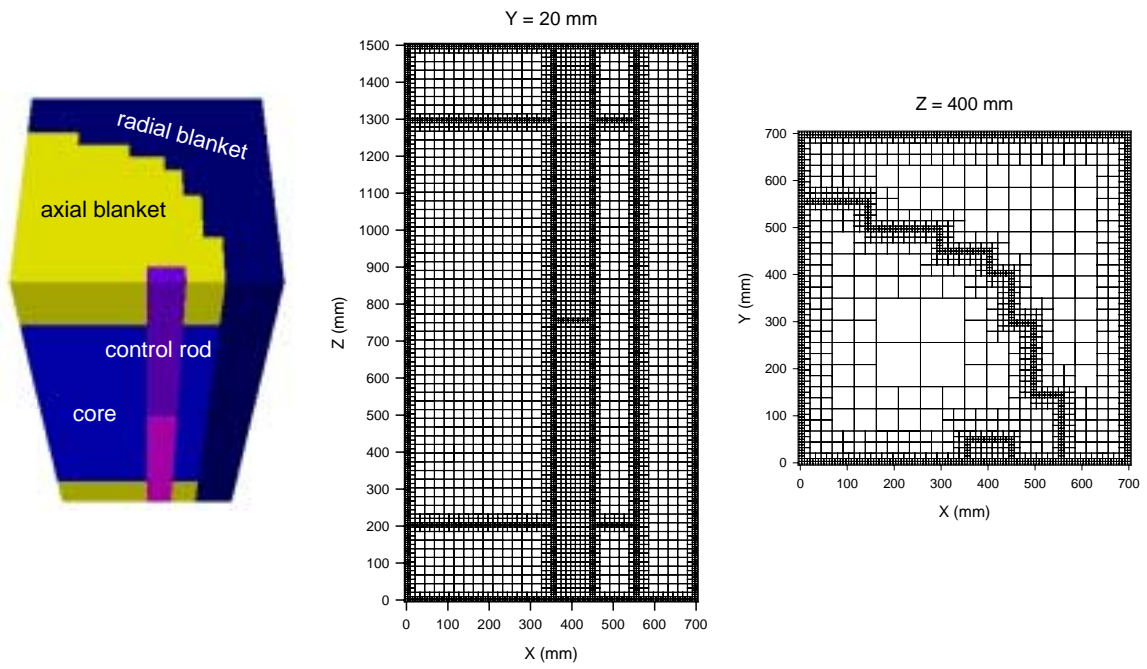 radial blanket
axial blanket
control rod
core
Y = 20 mm
1500
1400
1300
1200
1100
1000
900
800
700
600
500
400
300
200
100
0
Z (mm)
0 100 200 300 400 500 600 700
X (mm)
Z = 400 mm
700
600
500
400
300
200
100
0
Y (mm)
0 100 200 300 400 500 600 700
X (mm)